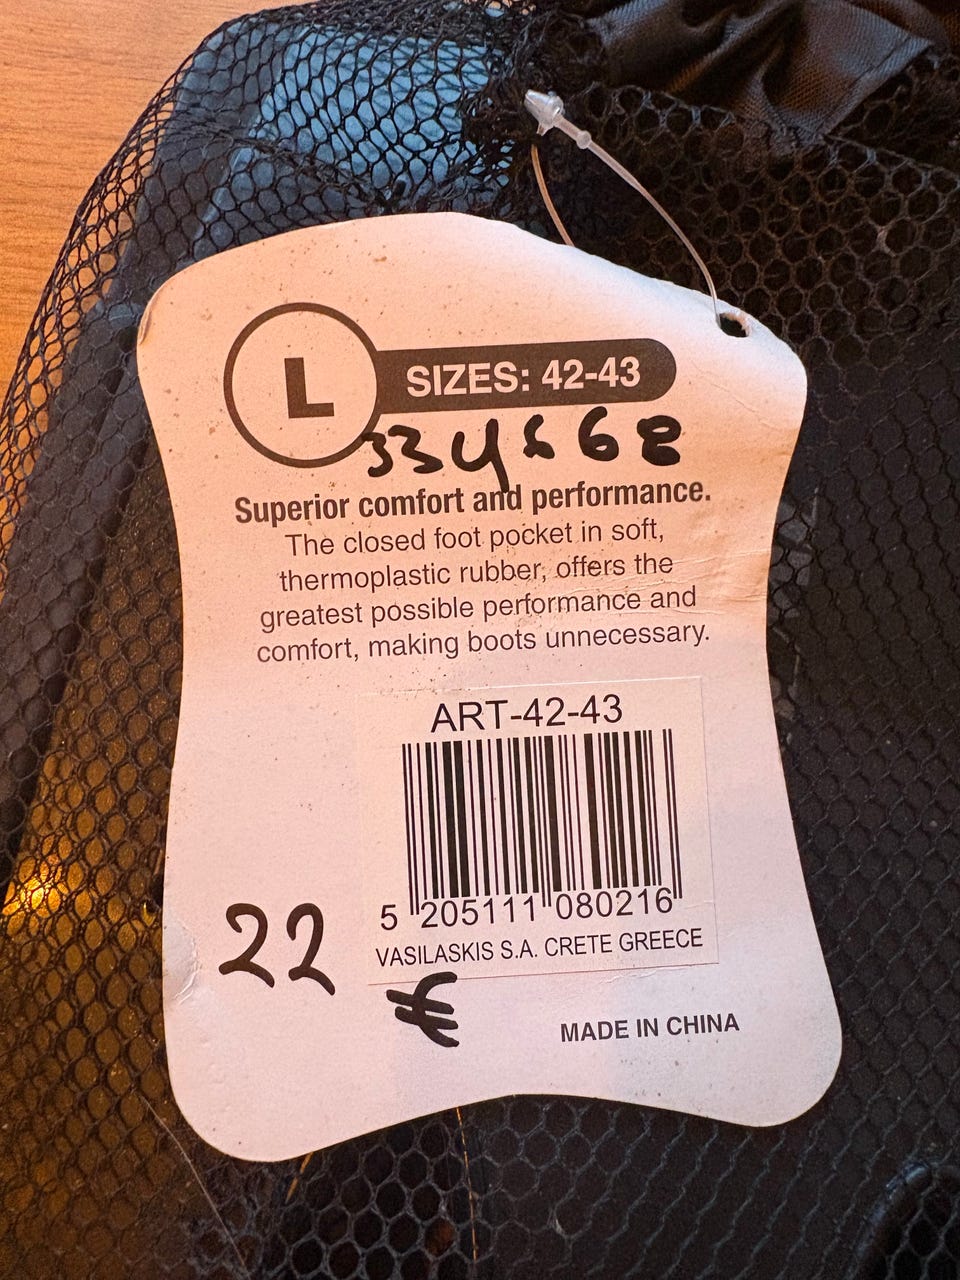 L
SIZES: 42-43
Superior comfort and performance.
The closed foot pocket in soft,
thermoplastic rubber, offers the
greatest possible performance and
comfort, making boots unnecessary.
ART-42-43
5 205111 080216
VASILASKIS S.A. CRETE GREECE
22
€
MADE IN CHINA